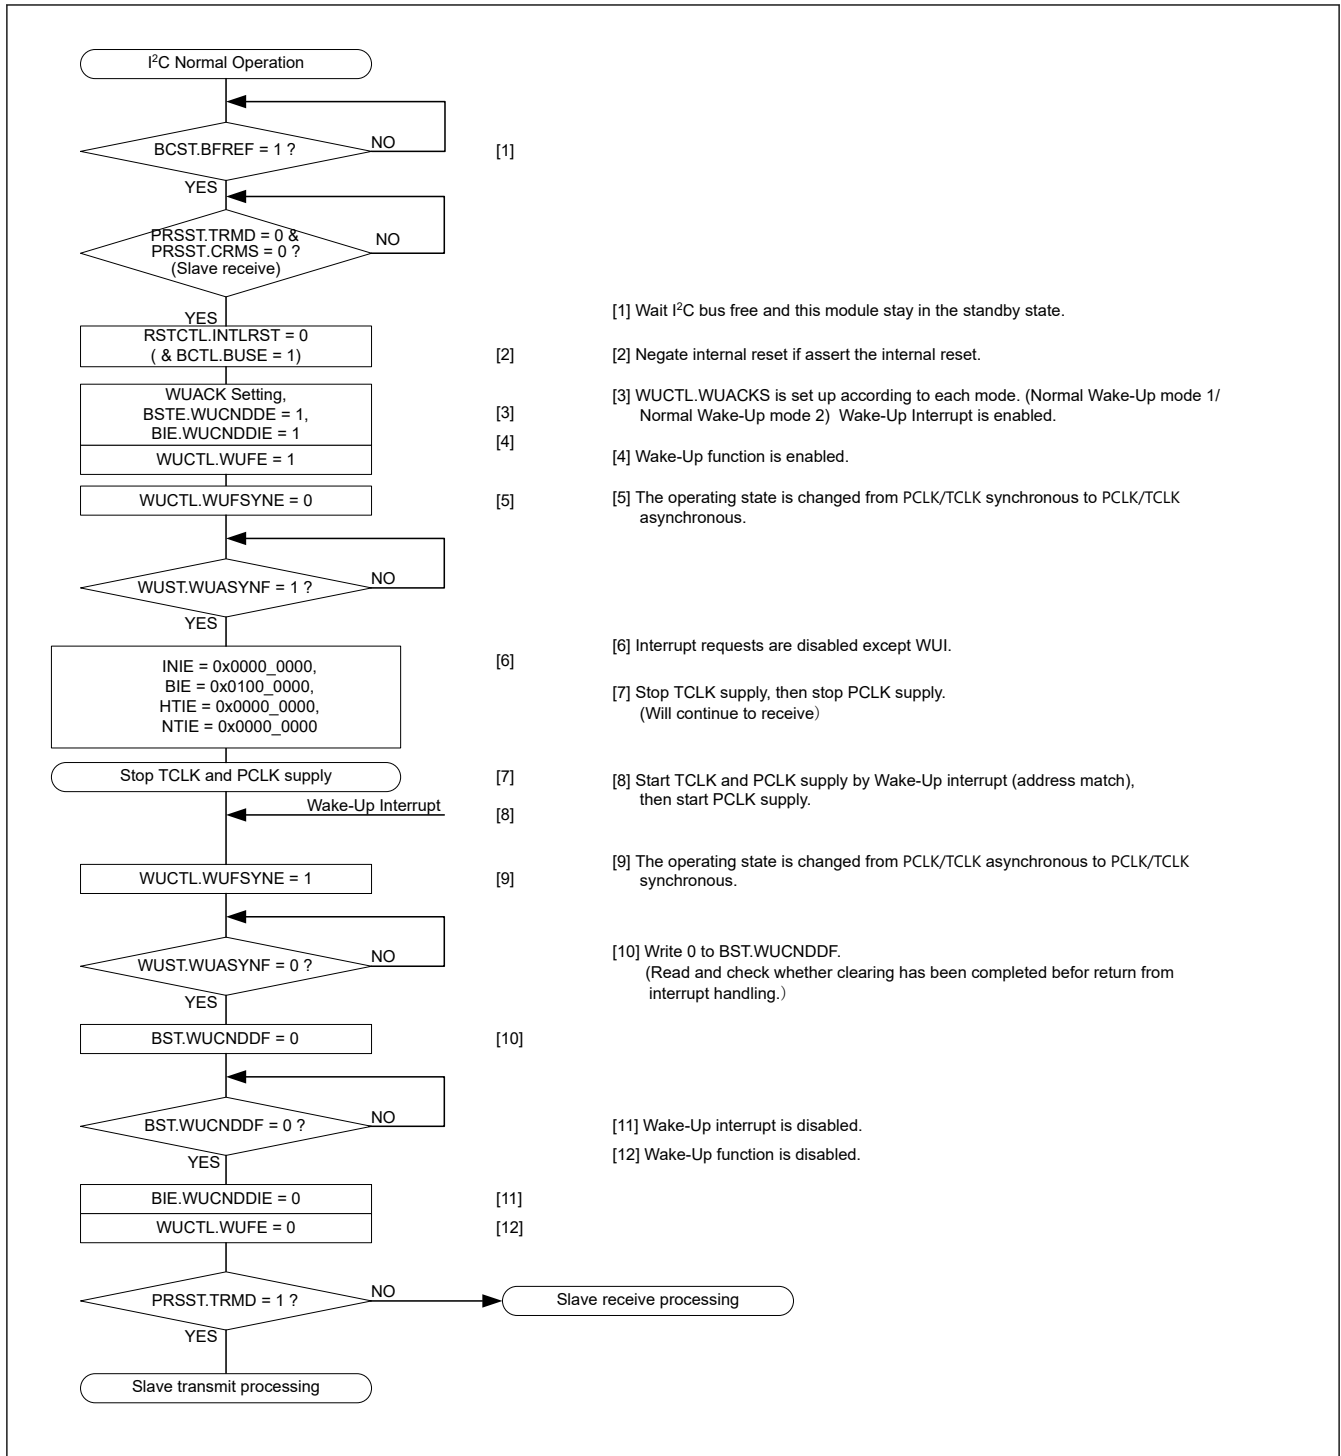 I²C Normal Operation
BCST.BFREF = 1 ?
NO
[1]
YES
PRSST.TRMD = 0 &
PRSST.CRMS = 0 ?
(Slave receive)
NO
YES
RSTCTL.INTLRST = 0
( & BCTL.BUSE = 1)
[2]
WUACK Setting,
BSTE.WUCNDDE = 1,
BIE.WUCNDDIE = 1
[3]
[4]
WUCTL.WUFE = 1
WUCTL.WUFSYNE = 0
[5]
WUST.WUASYNF = 1 ?
NO
YES
INIE = 0x0000_0000,
BIE = 0x0100_0000,
HTIE = 0x0000_0000,
NTIE = 0x0000_0000
[6]
Stop TCLK and PCLK supply
[7]
Wake-Up Interrupt
[8]
WUCTL.WUFSYNE = 1
[9]
WUST.WUASYNF = 0 ?
NO
YES
BST.WUCNDDF = 0
[10]
BST.WUCNDDF = 0 ?
NO
YES
BIE.WUCNDDIE = 0
[11]
WUCTL.WUFE = 0
[12]
PRSST.TRMD = 1 ?
NO
Slave receive processing
YES
Slave transmit processing
[1] Wait I²C bus free and this module stay in the standby state.
[2] Negate internal reset if assert the internal reset.
[3] WUCTL.WUACKS is set up according to each mode. (Normal Wake-Up mode 1/
Normal Wake-Up mode 2) Wake-Up Interrupt is enabled.
[4] Wake-Up function is enabled.
[5] The operating state is changed from PCLK/TCLK synchronous to PCLK/TCLK
asynchronous.
[6] Interrupt requests are disabled except WUI.
[7] Stop TCLK supply, then stop PCLK supply.
(Will continue to receive）
[8] Start TCLK and PCLK supply by Wake-Up interrupt (address match),
then start PCLK supply.
[9] The operating state is changed from PCLK/TCLK asynchronous to PCLK/TCLK
synchronous.
[10] Write 0 to BST.WUCNDDF.
(Read and check whether clearing has been completed befor return from
interrupt handling.）
[11] Wake-Up interrupt is disabled.
[12] Wake-Up function is disabled.